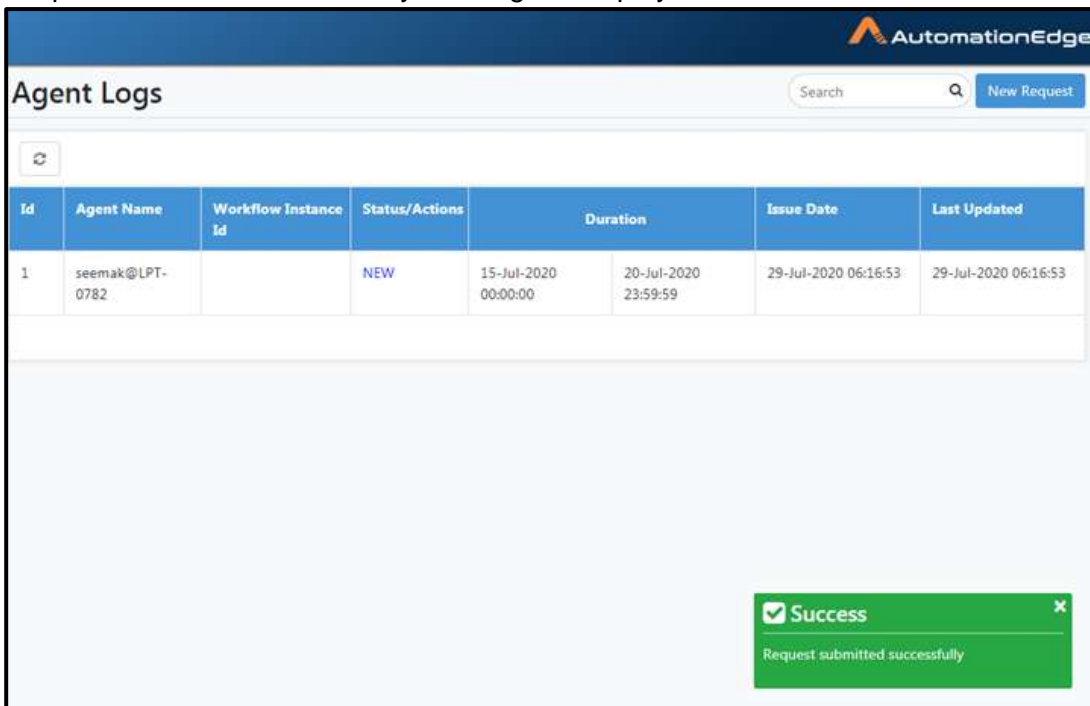 AutomationEdge
Agent Logs
Search
New Request
Id Agent Name Workflow Instance Id Status/Actions Duration Issue Date Last Updated
1 seemak@LPT-0782 NEW 15-Jul-2020 00:00:00 20-Jul-2020 23:59:59 29-Jul-2020 06:16:53 29-Jul-2020 06:16:53
Success
Request submitted successfully